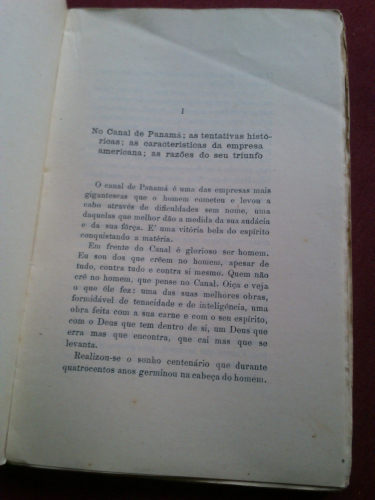 I
No Canal de Panamá; as tentativas histó-
ricas; as características da empresa
americana; as razões do seu triunfo
O canal de Panamá é uma das empresas mais
gigantescas que o homem cometeu e levou a
cabo através de dificuldades sem nome, uma
daquelas que melhor dão a medida da sua audácia
e da sua fôrça. E' uma vitória bela do espírito
conquistando a matéria.
Em frente do Canal é glorioso ser homem.
Eu sou dos que crêem no homem, apesar de
tudo, contra tudo e contra si mesmo. Quem não
crê no homem, que pense no Canal. Oiça e veja
o que êle fez: uma das suas melhores obras,
formidável de tenacidade e de inteligência, uma
obra feita com a sua carne e com o seu espírito,
com o Deus que tem dentro de si, um Deus que
erra mas que encontra, que cai mas que se
levanta.
Realizou-se o sonho centenário que durante
quatrocentos anos germinou na cabeça do homem.